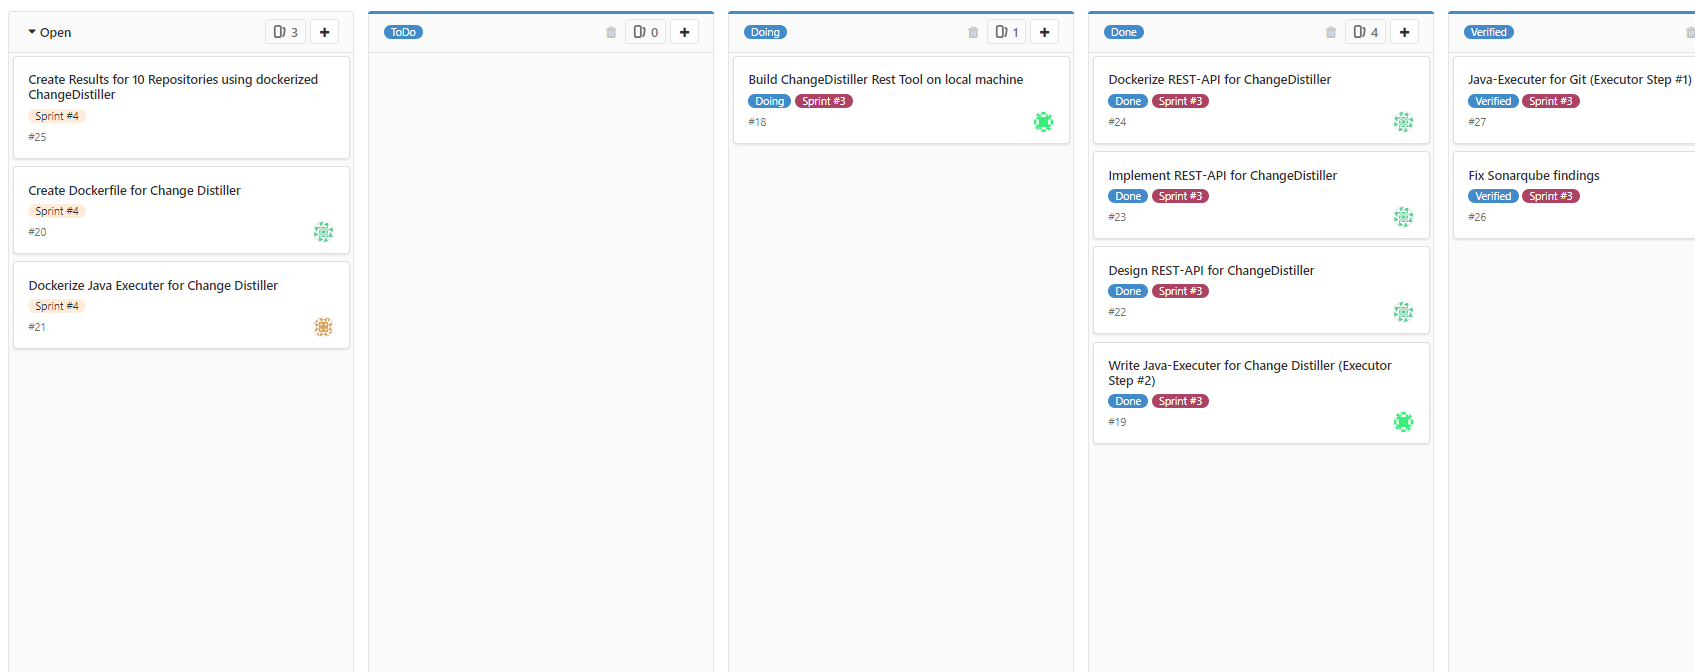 Open
3
Create Results for 10 Repositories using dockerized
ChangeDistiller
Sprint #4
#25
Create Dockerfile for Change Distiller
Sprint #4
#20
Dockerize Java Executer for Change Distiller
Sprint #4
#21
ToDo
0
Doing
1
Build ChangeDistiller Rest Tool on local machine
Doing Sprint #3
#18
Done
4
Dockerize REST-API for ChangeDistiller
Done Sprint #3
#24
Implement REST-API for ChangeDistiller
Done Sprint #3
#23
Design REST-API for ChangeDistiller
Done Sprint #3
#22
Write Java-Executer for Change Distiller (Executor
Step #2)
Done Sprint #3
#19
Verified
Java-Executer for Git (Executor Step #1)
Verified Sprint #3
#27
Fix Sonarqube findings
Verified Sprint #3
#26